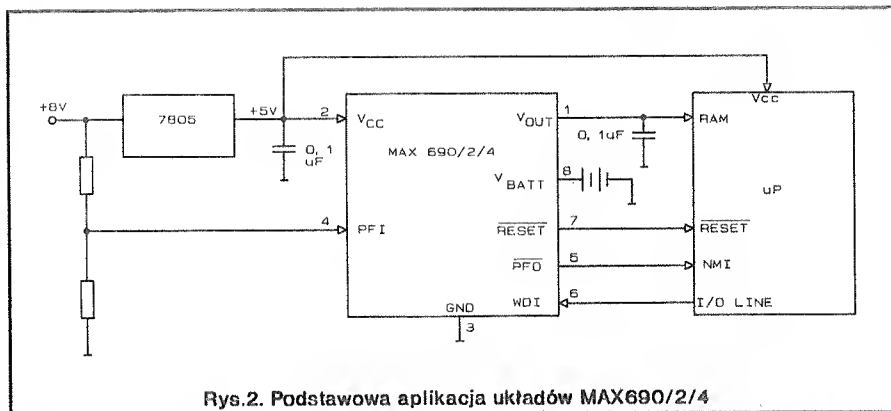 +8V
7805
+5V
2
VCC
0,1
uF
MAX 690/2/4
VOUT
1
0,1uF
VBATT
8
4
PFI
RESET
7
PFO
5
WDI
6
GND
3
Vcc
RAM
uP
RESET
NMI
I/O LINE
Rys.2. Podstawowa aplikacja układów MAX690/2/4